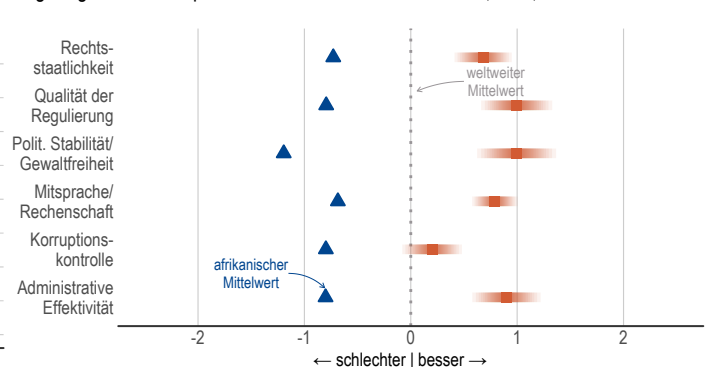 Rechts-
staatlichkeit
weltweiter
Mittelwert
Qualität der
Regulierung
Polit. Stabilität/
Gewaltfreiheit
Mitsprache/
Rechenschaft
Korruptions-
kontrolle
afrikanischer
Mittelwert
Administrative
Effektivität
-2 -1 0 1 2
← schlechter | besser →